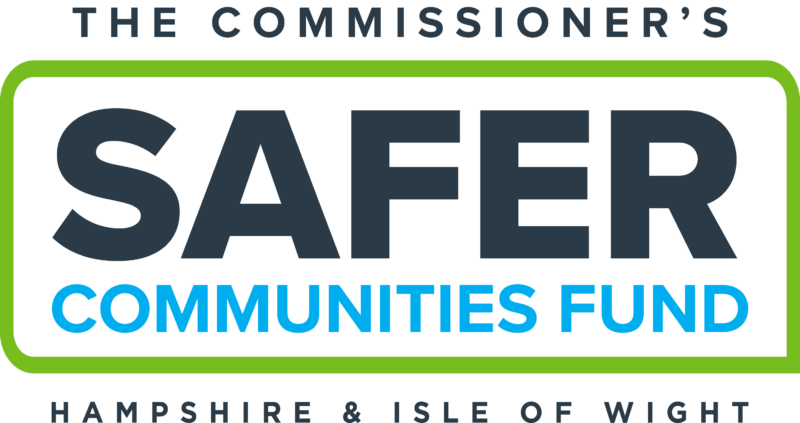 THE COMMISSIONER’S
SAFER
COMMUNITIES FUND
HAMPSHIRE & ISLE OF WIGHT